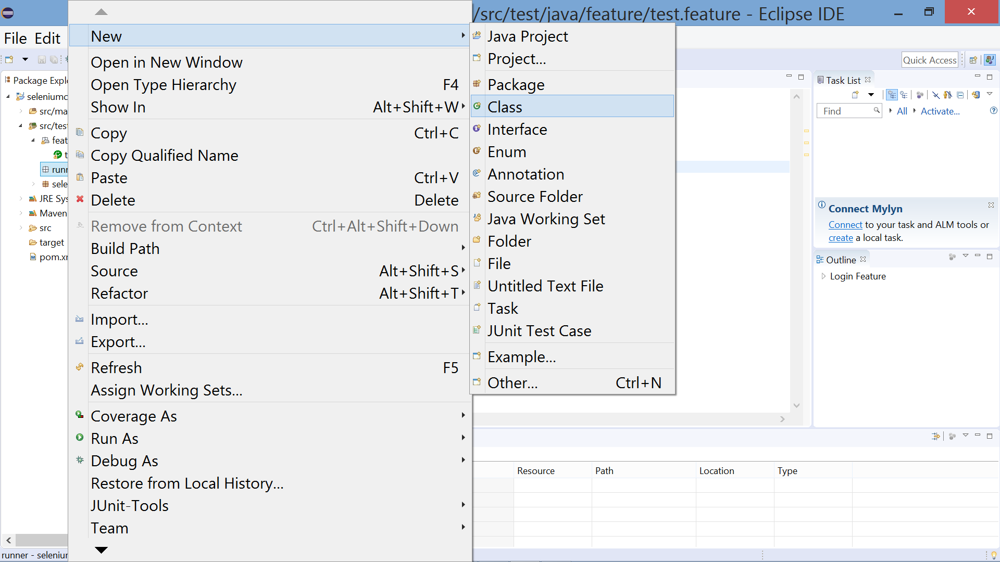 /src/test/java/feature/test.feature - Eclipse IDE
File Edit
Quick Access
Package Expl
seleniumc
src/ma
src/test
feat
t
runn
sele
JRE Sys
Maven
src
target
pom.xm
New
Open in New Window
Open Type Hierarchy F4
Show In Alt+Shift+W
Copy Ctrl+C
Copy Qualified Name
Paste Ctrl+V
Delete Delete
Remove from Context Ctrl+Alt+Shift+Down
Build Path
Source Alt+Shift+S
Refactor Alt+Shift+T
Import...
Export...
Refresh F5
Assign Working Sets...
Coverage As
Run As
Debug As
Restore from Local History...
JUnit-Tools
Team
Java Project
Project...
Package
Class
Interface
Enum
Annotation
Source Folder
Java Working Set
Folder
File
Untitled Text File
Task
JUnit Test Case
Example...
Other... Ctrl+N
Task List
Find All Activate...
Connect Mylyn
Connect to your task and ALM tools or
create a local task.
Outline
Login Feature
Resource Path Location Type
runner - seleniun